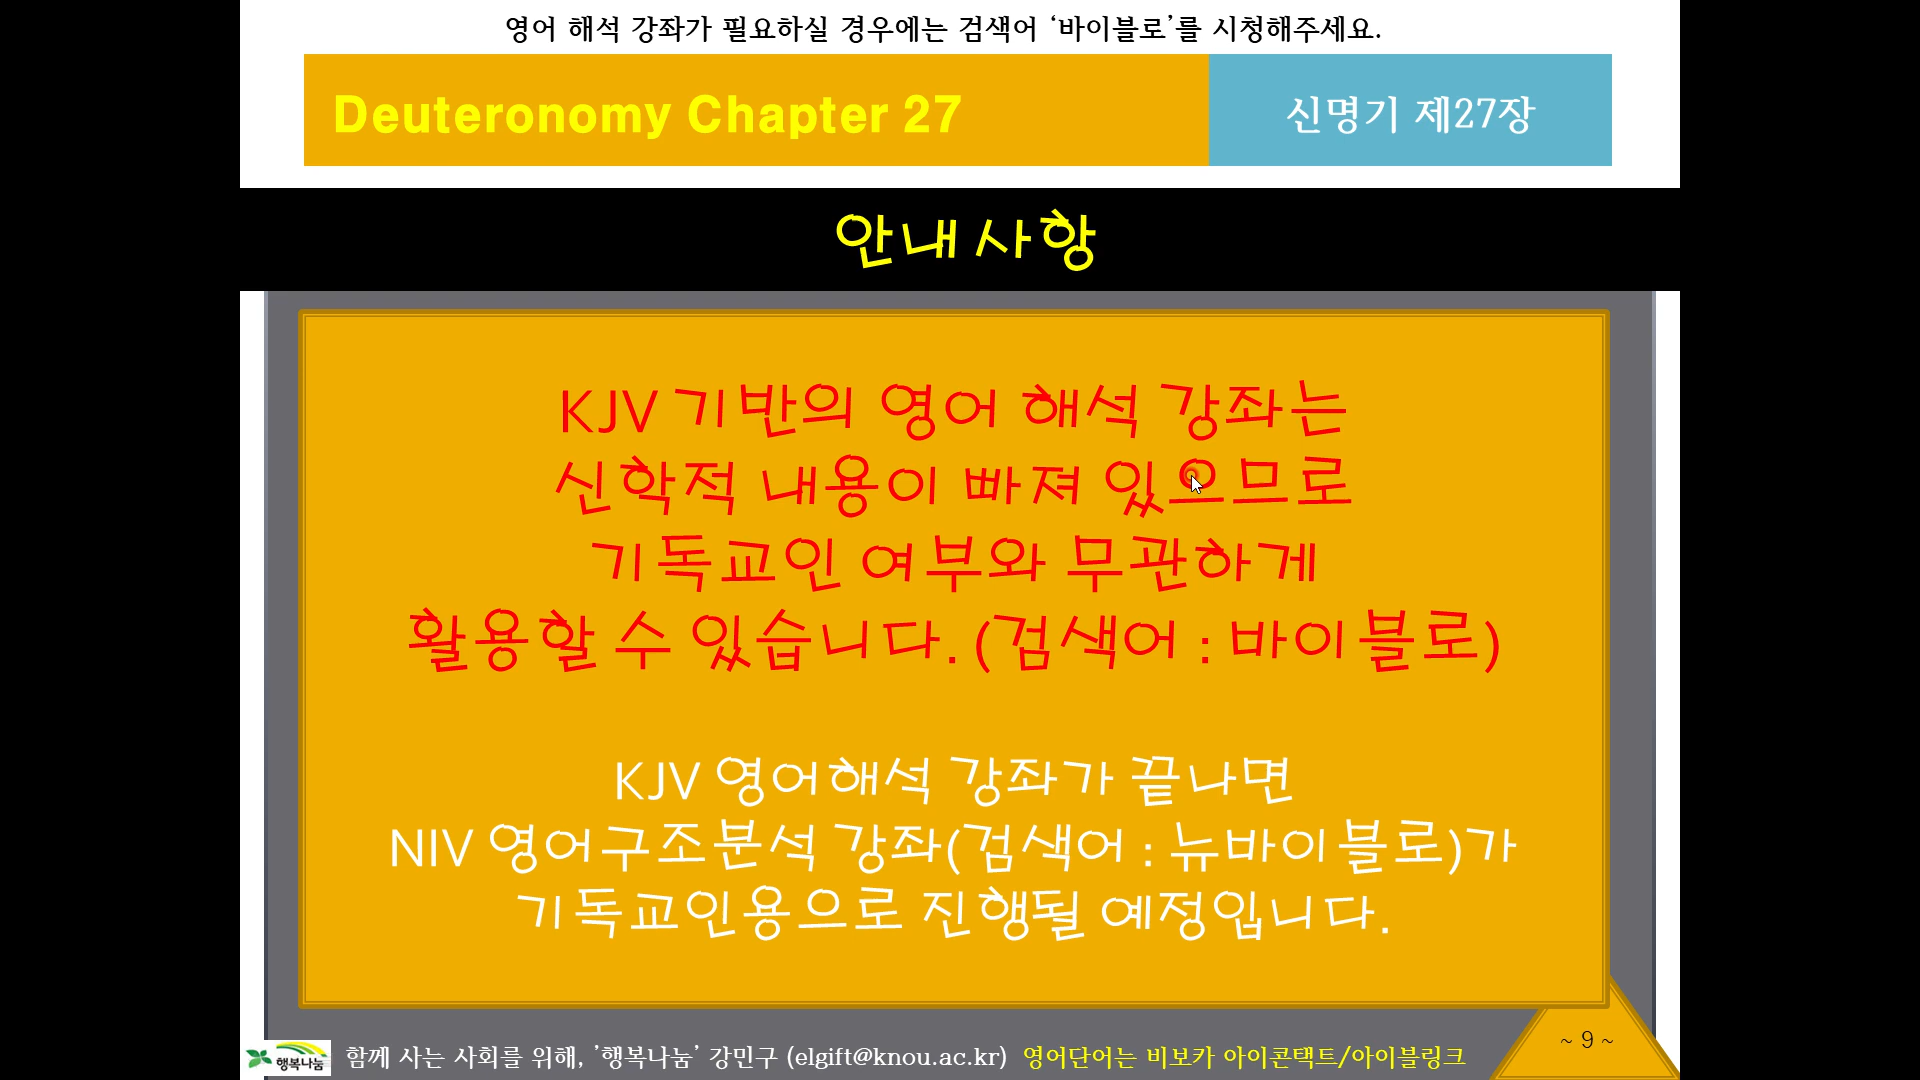 영어 해석 강좌가 필요하실 경우에는 검색어 ‘바이블로’를 시청해주세요.
Deuteronomy Chapter 27
신명기 제27장
안내사항
KJV 기반의 영어 해석 강좌는
신학적 내용이 빠져 있으므로
기독교인 여부와 무관하게
활용할 수 있습니다. (검색어 : 바이블로)
KJV 영어해석 강좌가 끝나면
NIV 영어구조분석 강좌(검색어 : 뉴바이블로)가
기독교인용으로 진행될 예정입니다.
~ 9 ~
행복나눔
함께 사는 사회를 위해, ’행복나눔’ 강민구 (elgift@knou.ac.kr) 영어단어는 비보카 아이콘택트/아이블링크